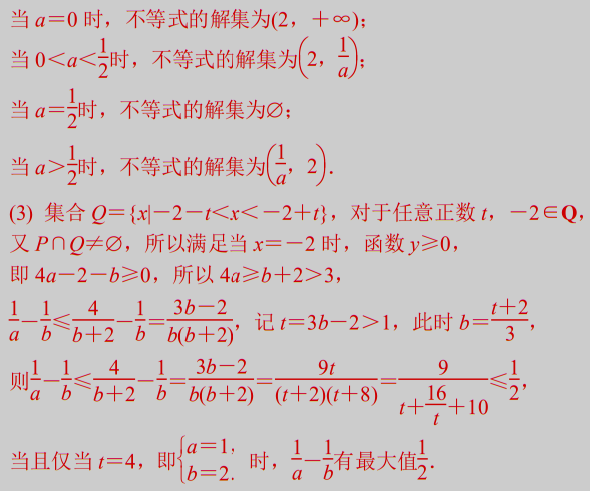 当 a=0 时，不等式的解集为(2，+∞)；
当 0<a<1/2时，不等式的解集为(2，1/a)；
当 a=1/2时，不等式的解集为∅；
当 a>1/2时，不等式的解集为(1/a，2).
(3) 集合 Q={x|-2-t<x<-2+t}，对于任意正数 t，-2∈Q，
又 P∩Q≠∅，所以满足当 x=-2 时，函数 y≥0，
即 4a-2-b≥0，所以 4a≥b+2>3，
1/a-1/b≤4/(b+2)-1/b=(3b-2)/(b(b+2))，记 t=3b-2>1，此时 b=(t+2)/3，
则1/a-1/b≤4/(b+2)-1/b=(3b-2)/(b(b+2))=9t/((t+2)(t+8))=9/(t+16/t+10)≤1/2，
当且仅当 t=4，即{a=1，b=2.时，1/a-1/b有最大值1/2.